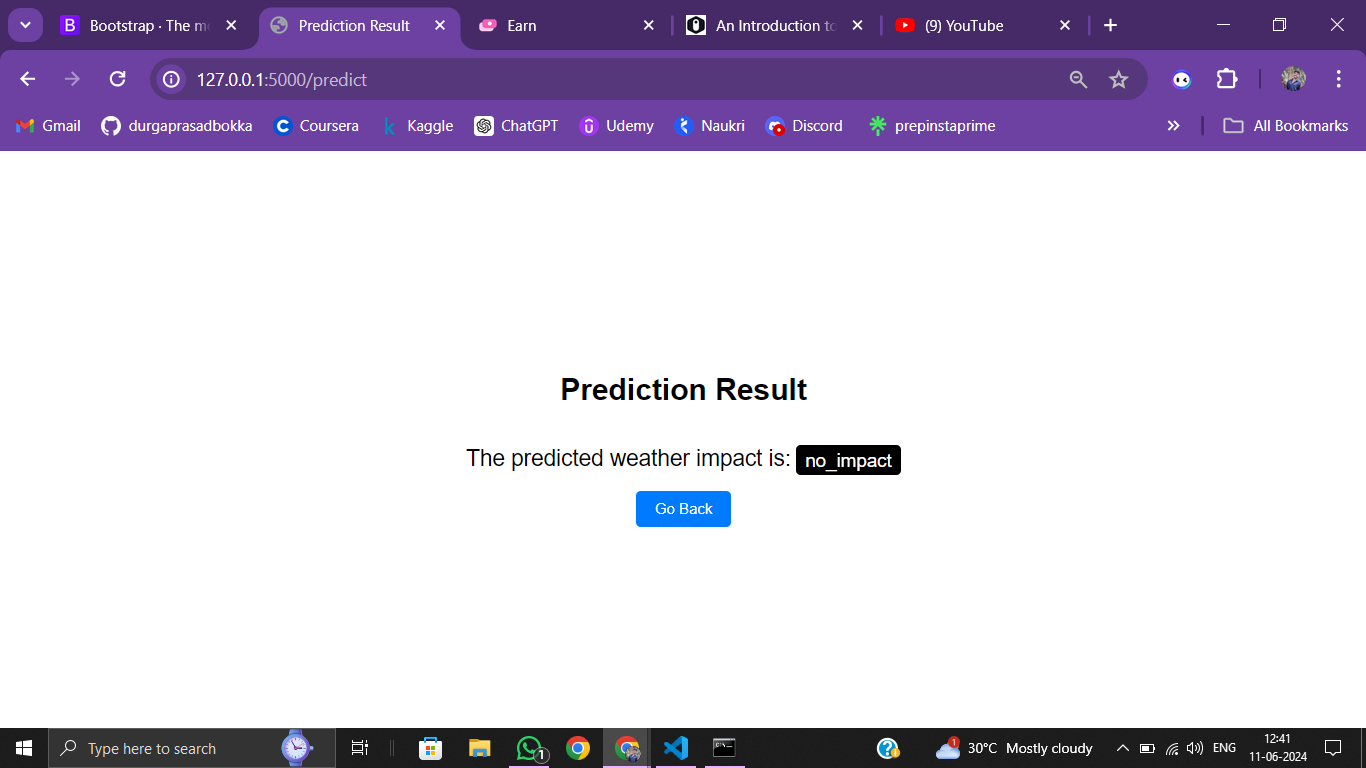 Bootstrap · The m
Prediction Result
Earn
An Introduction to
(9) YouTube
127.0.0.1:5000/predict
Gmail
durgaprasadbokka
Coursera
Kaggle
ChatGPT
Udemy
Naukri
Discord
prepinstaprime
All Bookmarks
Prediction Result
The predicted weather impact is: no_impact
Go Back
Type here to search
1
1
30°C Mostly cloudy
ENG
12:41
11-06-2024